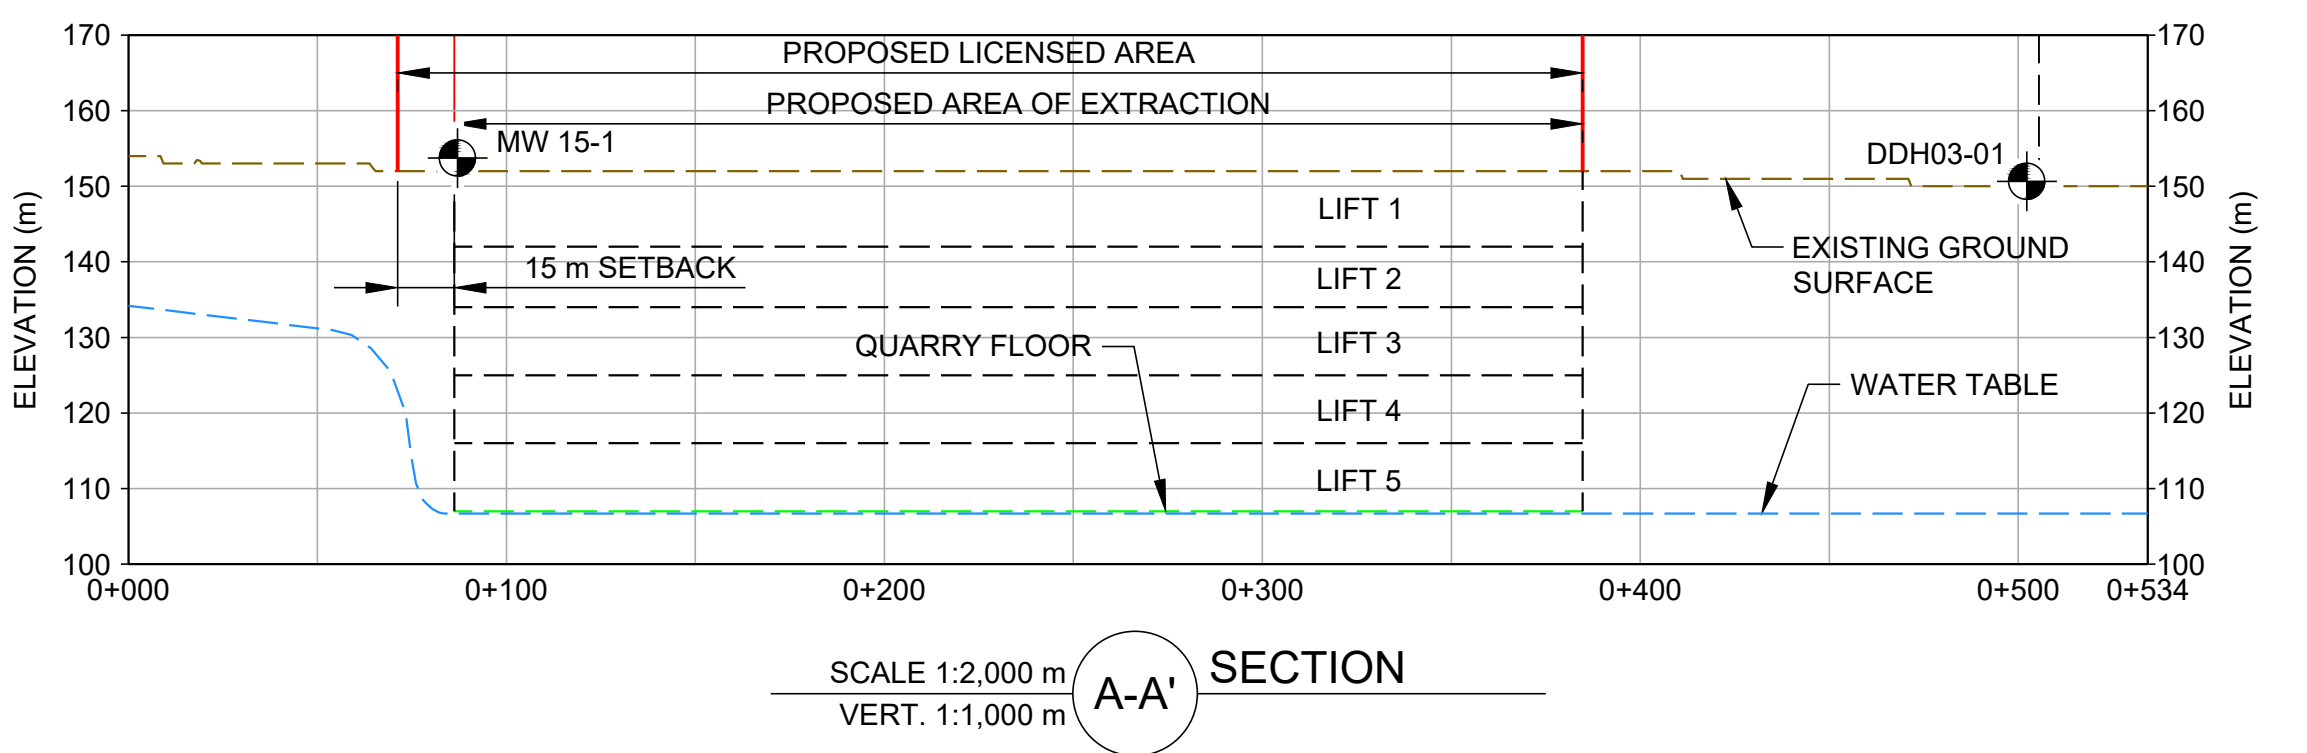 170
160
150
140
130
120
110
100
ELEVATION (m)
PROPOSED LICENSED AREA
PROPOSED AREA OF EXTRACTION
MW 15-1
DDH03-01
LIFT 1
15 m SETBACK
LIFT 2
EXISTING GROUND
SURFACE
QUARRY FLOOR
LIFT 3
WATER TABLE
LIFT 4
LIFT 5
170
160
150
140
130
120
110
100
ELEVATION (m)
0+000
0+100
0+200
0+300
0+400
0+500
0+534
SCALE 1:2,000 m
VERT. 1:1,000 m
A-A'
SECTION